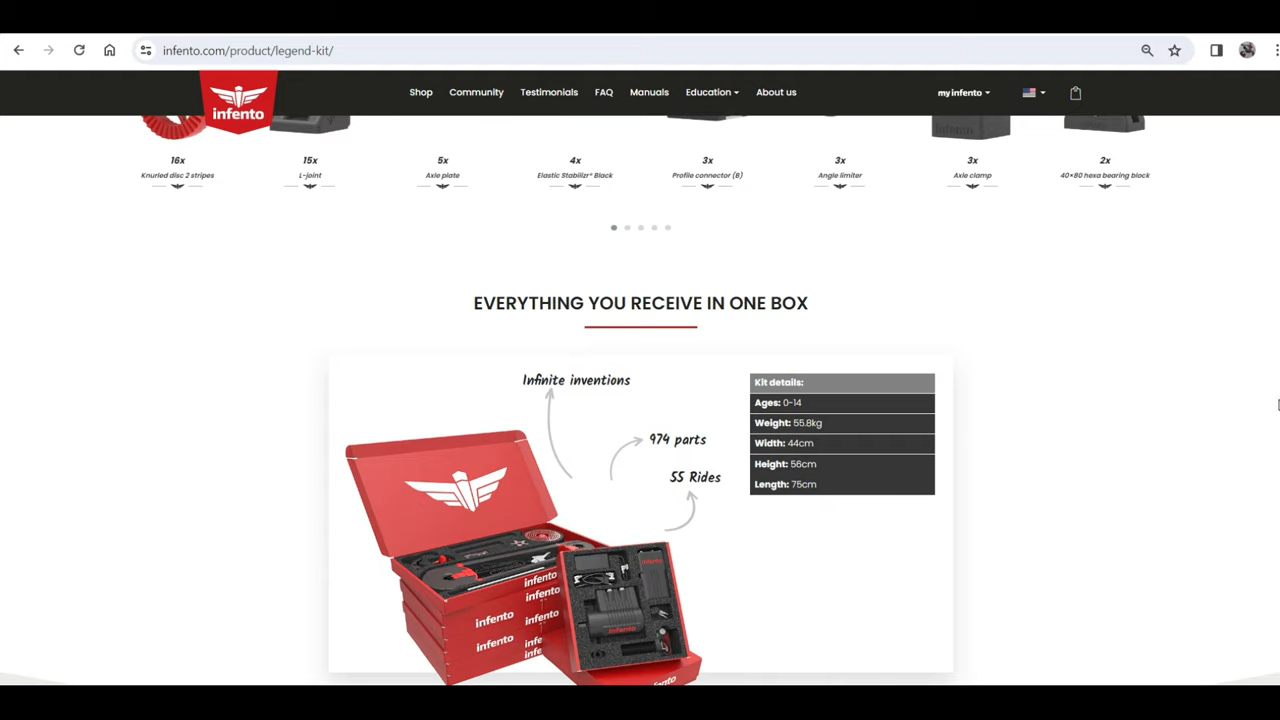 infento.com/product/legend-kit/
infento
Shop Community Testimonials FAQ Manuals Education About us
my infento
16x 15x 5x 4x 3x 3x 3x 2x
Knurled disc 2 stripes L-joint Axle plate Elastic Stabilizr® Black Profile connector (B) Angle limiter Axle clamp 40×80 hexa bearing block
EVERYTHING YOU RECEIVE IN ONE BOX
Infinite inventions
974 parts
55 Rides
Kit details:
Ages: 0-14
Weight: 55.8kg
Width: 44cm
Height: 56cm
Length: 75cm
infento
infento
infento
infento
infento
infento
infento
infento